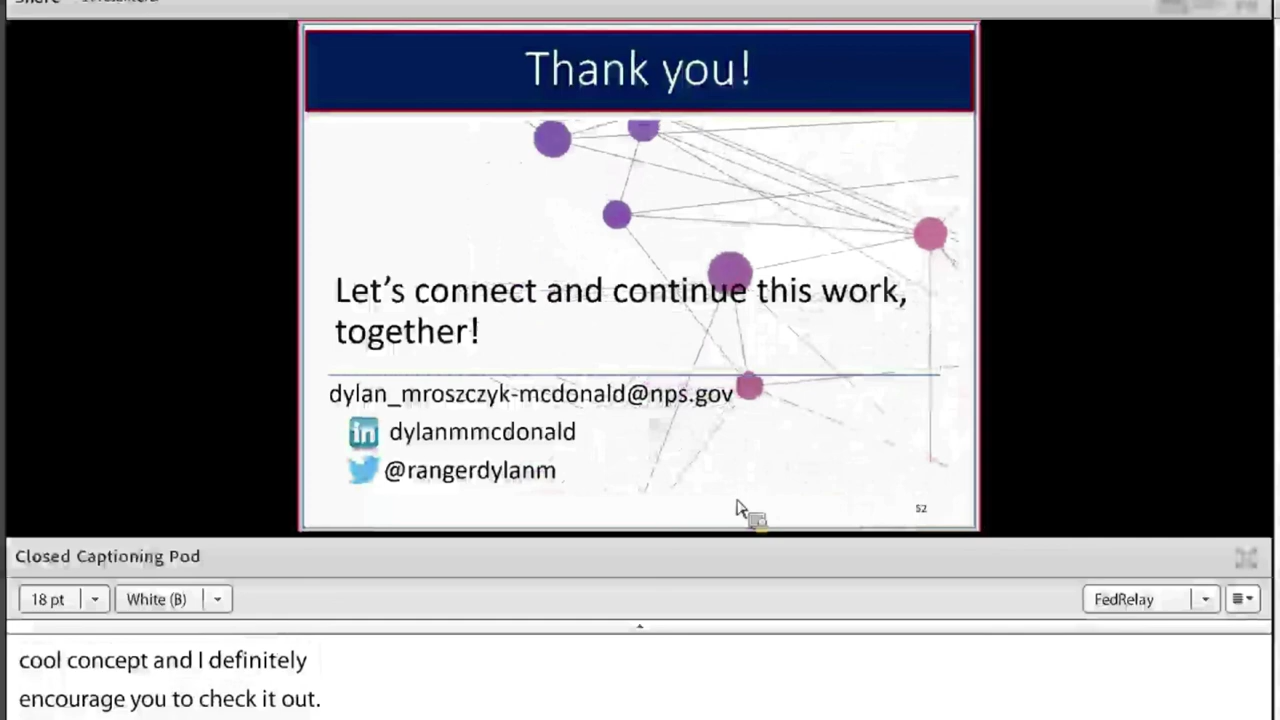 Thank you!
Let's connect and continue this work,
together!
dylan_mroszczyk-mcdonald@nps.gov
in dylanmmcdonald
@rangerdylanm
52
Closed Captioning Pod
18 pt
White (B)
FedRelay
cool concept and I definitely
encourage you to check it out.